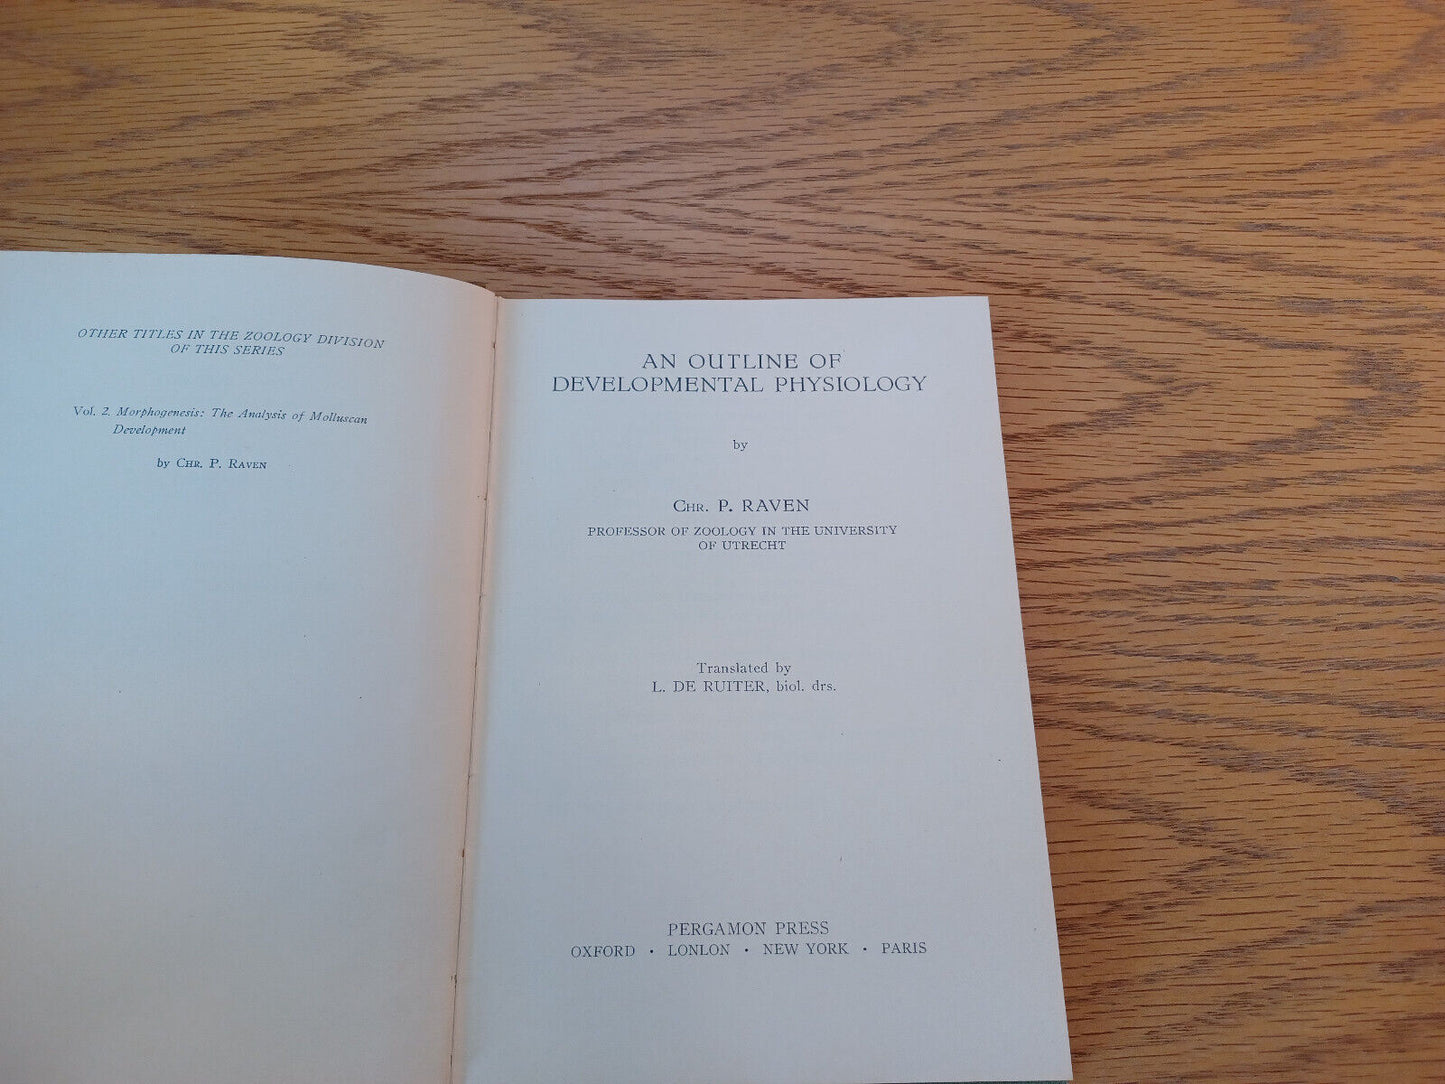 OTHER TITLES IN THE ZOOLOGY DIVISION
OF THIS SERIES
Vol. 2. Morphogenesis: The Analysis of Molluscan
Development
by CHR. P. RAVEN
AN OUTLINE OF
DEVELOPMENTAL PHYSIOLOGY
by
CHR. P. RAVEN
PROFESSOR OF ZOOLOGY IN THE UNIVERSITY
OF UTRECHT
Translated by
L. DE RUITER, biol. drs.
PERGAMON PRESS
OXFORD · LONLON · NEW YORK · PARIS